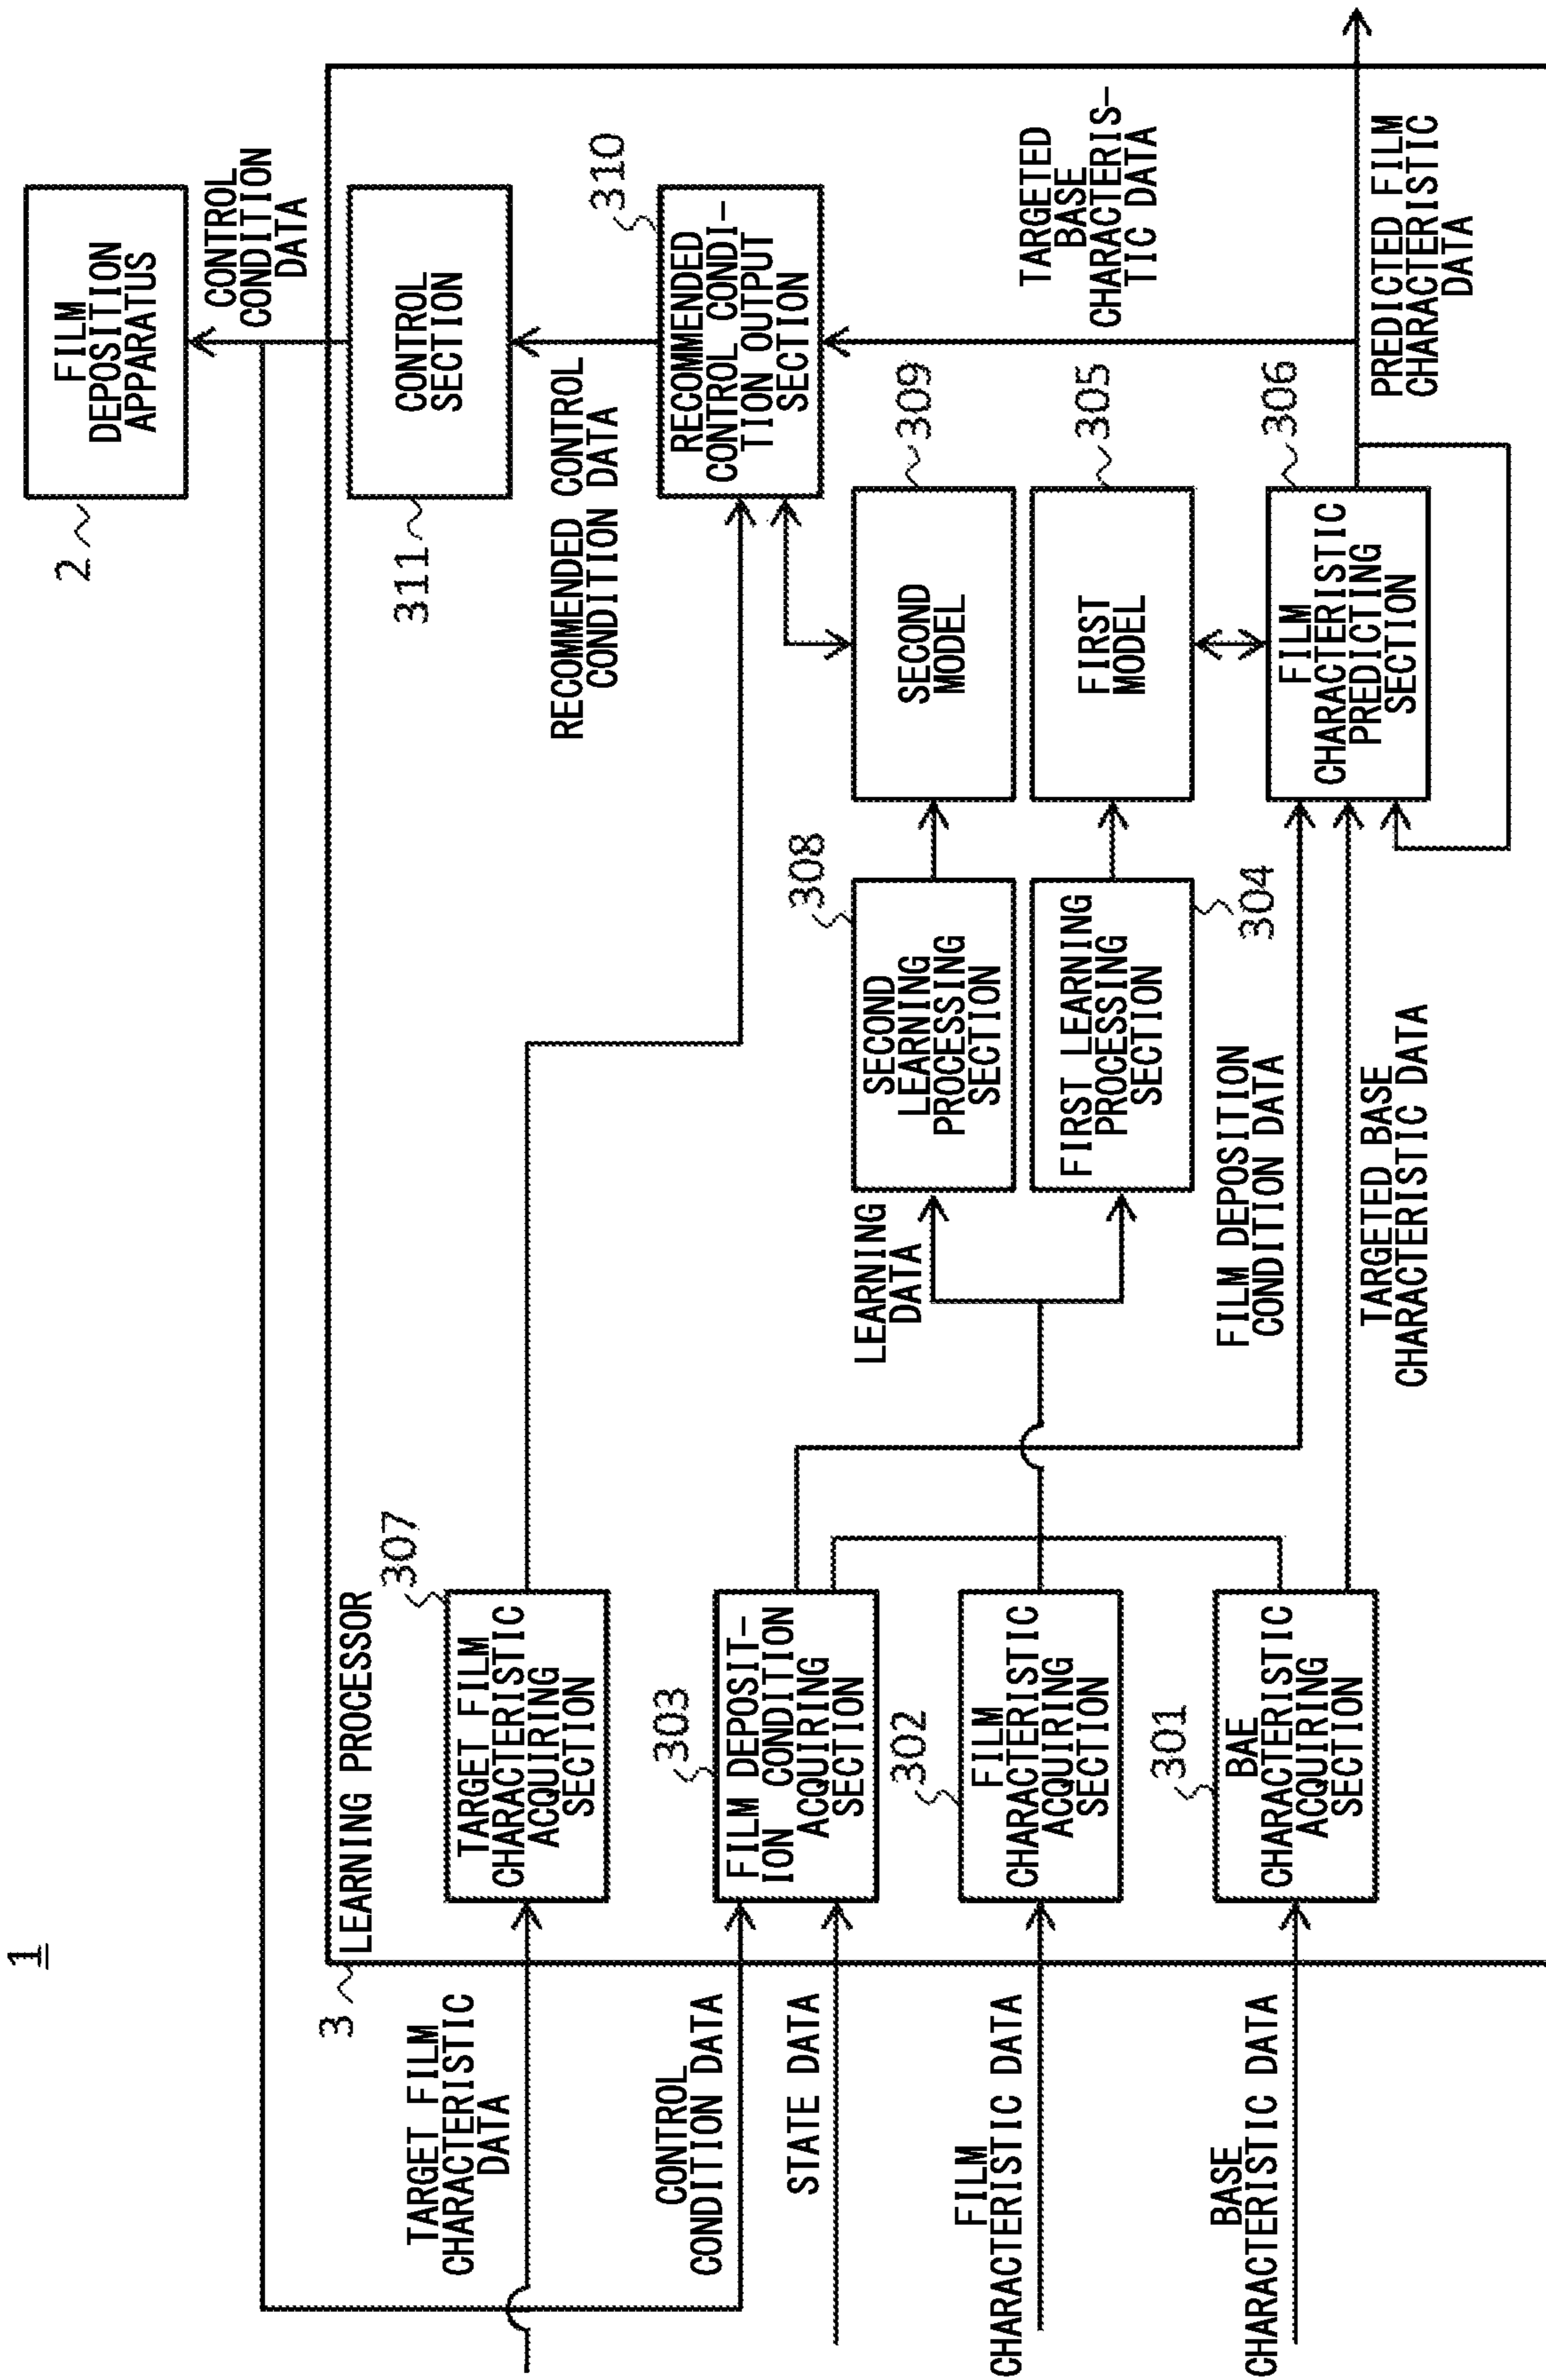 1
FILM
DEPOSITION
APPARATUS
2
CONTROL
CONDITION
DATA
3
LEARNING PROCESSOR
CONTROL
SECTION
311
TARGET FILM
CHARACTERISTIC
DATA
TARGET FILM
CHARACTERISTIC
ACQUIRING
SECTION
307
RECOMMENDED CONTROL
CONDITION DATA
RECOMMENDED
CONTROL CONDI-
TION OUTPUT
SECTION
310
CONTROL
CONDITION DATA
STATE DATA
303
FILM DEPOSIT-
ION CONDITION
ACQUIRING
SECTION
LEARNING
DATA
308
SECOND
LEARNING
PROCESSING
SECTION
SECOND
MODEL
309
TARGETED
BASE
CHARACTERIS-
TIC DATA
FILM
CHARACTERISTIC DATA
302
FILM
CHARACTERISTIC
ACQUIRING
SECTION
FIRST LEARNING
PROCESSING
SECTION
304
FIRST
MODEL
305
BASE
CHARACTERISTIC DATA
301
BAE
CHARACTERISTIC
ACQUIRING
SECTION
FILM DEPOSITION
CONDITION DATA
TARGETED BASE
CHARACTERISTIC DATA
FILM
CHARACTERISTIC
PREDICTING
SECTION
306
PREDICTED FILM
CHARACTERISTIC
DATA